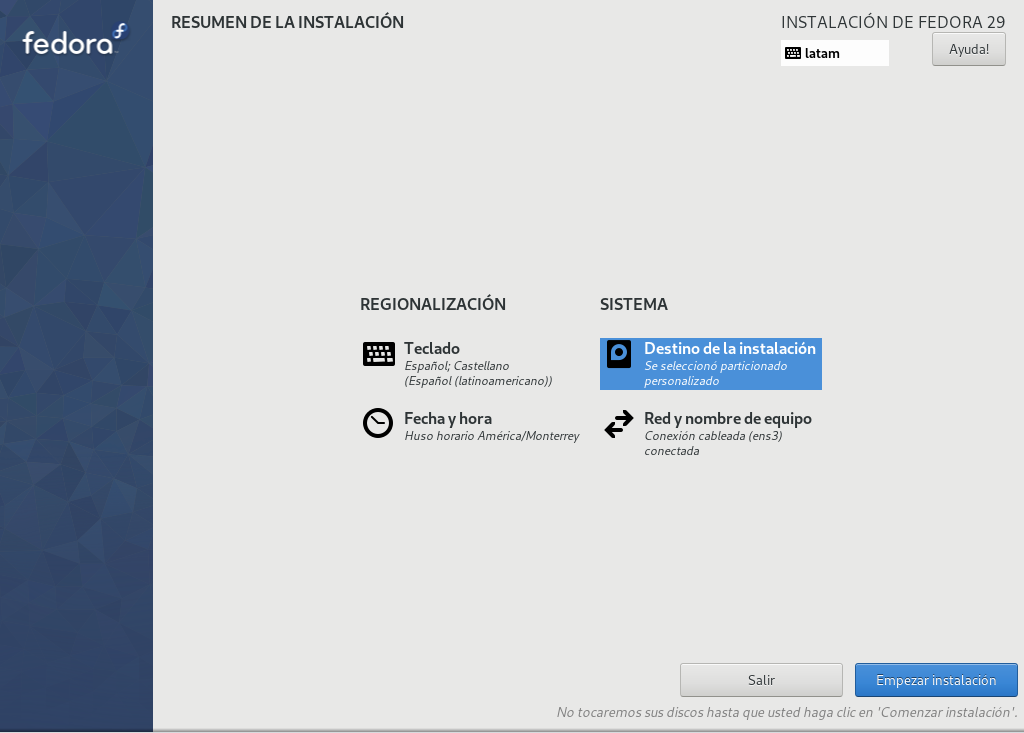 fedora
RESUMEN DE LA INSTALACIÓN
INSTALACIÓN DE FEDORA 29
latam
Ayuda!
REGIONALIZACIÓN
Teclado
Español; Castellano
(Español (latinoamericano))
Fecha y hora
Huso horario América/Monterrey
SISTEMA
Destino de la instalación
Se seleccionó particionado
personalizado
Red y nombre de equipo
Conexión cableada (ens3)
conectada
Salir
Empezar instalación
No tocaremos sus discos hasta que usted haga clic en 'Comenzar instalación'.